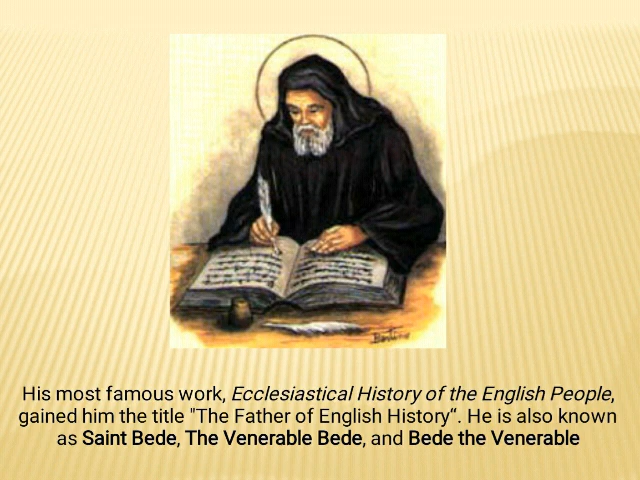 His most famous work, Ecclesiastical History of the English People,
gained him the title "The Father of English History“. He is also known
as Saint Bede, The Venerable Bede, and Bede the Venerable